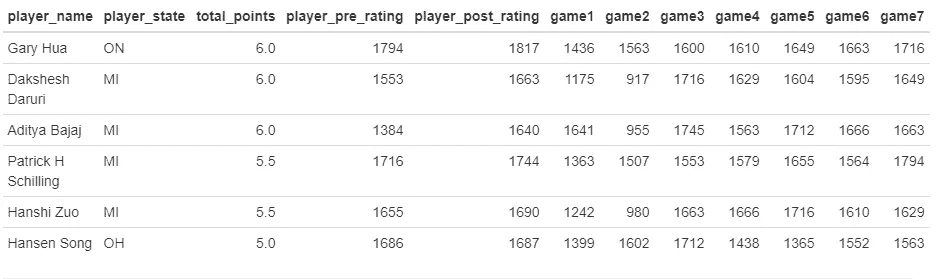 player_name player_state total_points player_pre_rating player_post_rating game1 game2 game3 game4 game5 game6 game7
Gary Hua ON 6.0 1794 1817 1436 1563 1600 1610 1649 1663 1716
Dakshesh MI 6.0 1553 1663 1175 917 1716 1629 1604 1595 1649
Daruri
Aditya Bajaj MI 6.0 1384 1640 1641 955 1745 1563 1712 1666 1663
Patrick H MI 5.5 1716 1744 1363 1507 1553 1579 1655 1564 1794
Schilling
Hanshi Zuo MI 5.5 1655 1690 1242 980 1663 1666 1716 1610 1629
Hansen Song OH 5.0 1686 1687 1399 1602 1712 1438 1365 1552 1563